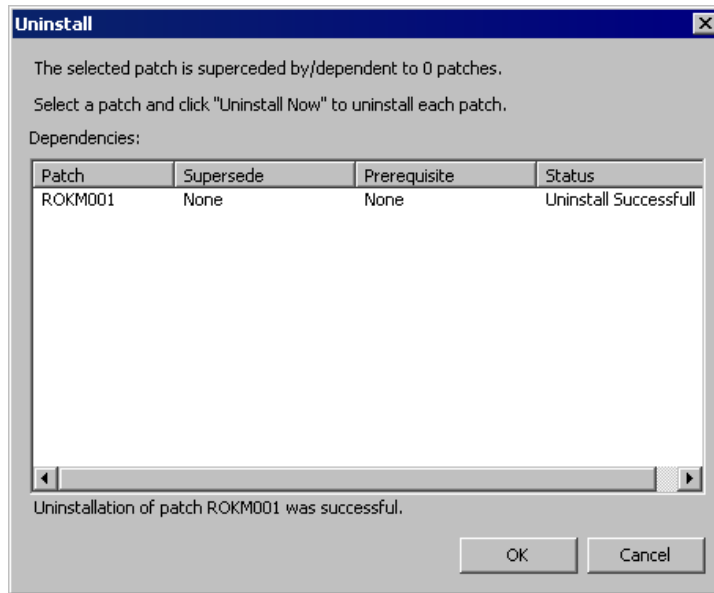 Uninstall
The selected patch is superceded by/dependent to 0 patches.
Select a patch and click "Uninstall Now" to uninstall each patch.
Dependencies:
Patch Supersede Prerequisite Status
ROKM001 None None Uninstall Successfull
Uninstallation of patch ROKM001 was successful.
OK Cancel